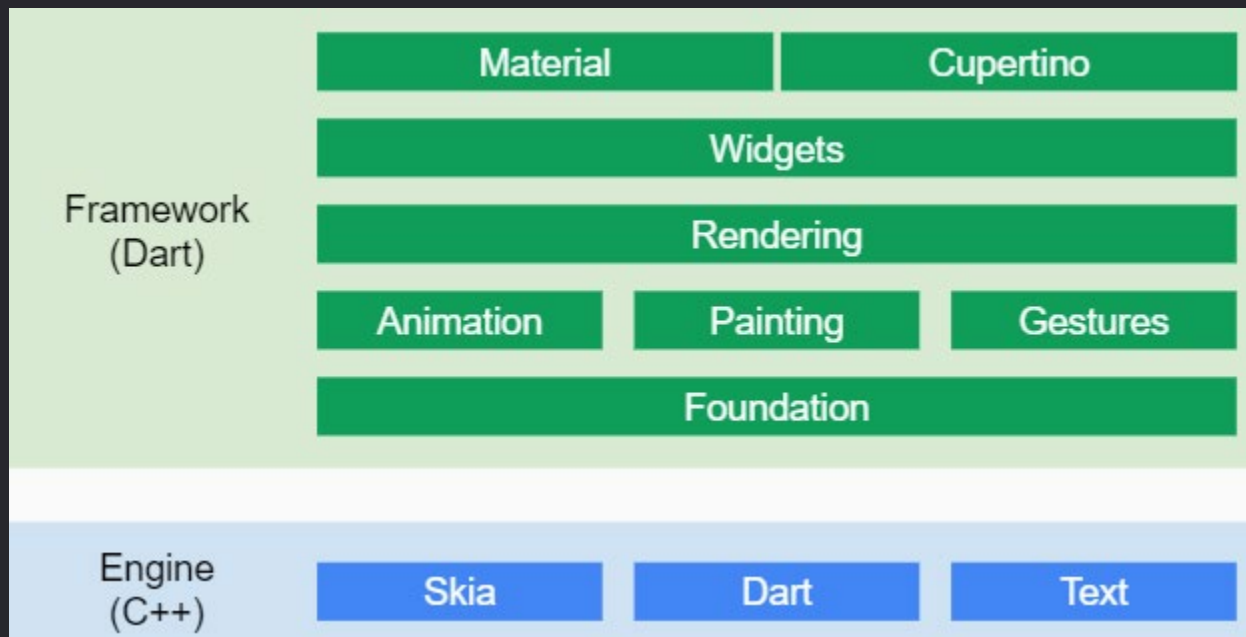 Material Cupertino
Widgets
Framework
(Dart)
Rendering
Animation Painting Gestures
Foundation
Engine
(C++)
Skia Dart Text